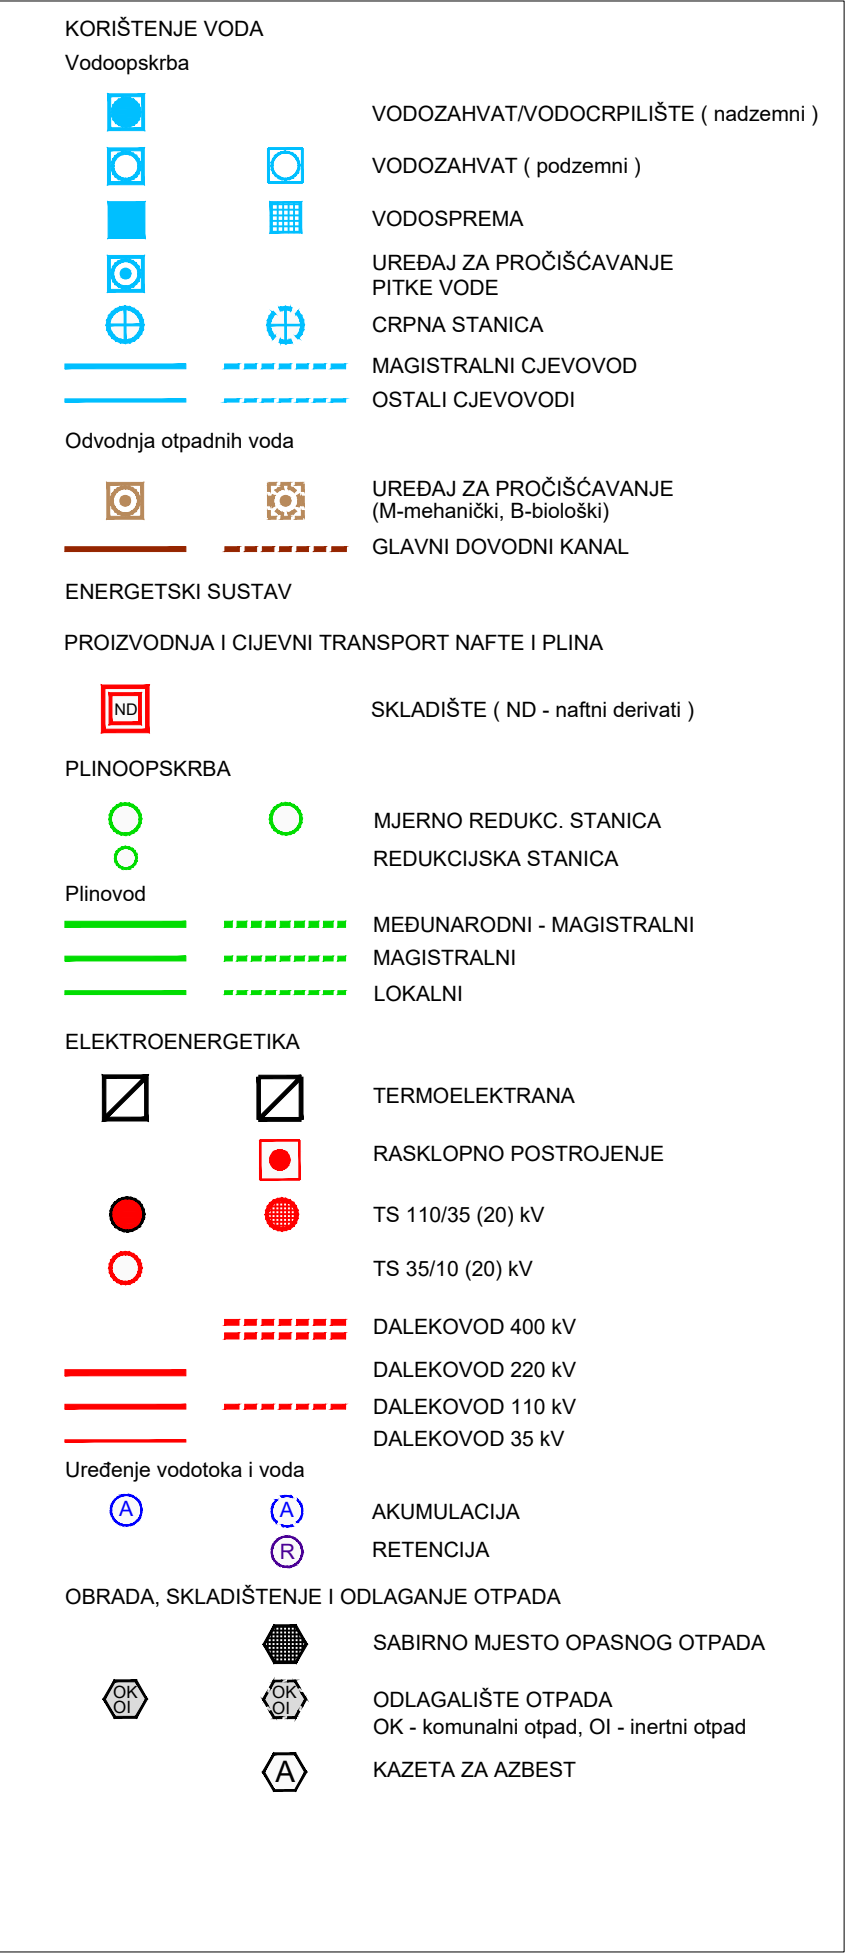 KORIŠTENJE VODA
Vodoopskrba
VODOZAHVAT/VODOCRPILIŠTE ( nadzemni )
VODOZAHVAT ( podzemni )
VODOSPREMA
UREĐAJ ZA PROČIŠĆAVANJE
PITKE VODE
CRPNA STANICA
MAGISTRALNI CJEVOVOD
OSTALI CJEVOVODI
Odvodnja otpadnih voda
UREĐAJ ZA PROČIŠĆAVANJE
(M-mehanički, B-biološki)
GLAVNI DOVODNI KANAL
ENERGETSKI SUSTAV
PROIZVODNJA I CIJEVNI TRANSPORT NAFTE I PLINA
ND SKLADIŠTE ( ND - naftni derivati )
PLINOOPSKRBA
MJERNO REDUKC. STANICA
REDUKCIJSKA STANICA
Plinovod
MEĐUNARODNI - MAGISTRALNI
MAGISTRALNI
LOKALNI
ELEKTROENERGETIKA
TERMOELEKTRANA
RASKLOPNO POSTROJENJE
TS 110/35 (20) kV
TS 35/10 (20) kV
DALEKOVOD 400 kV
DALEKOVOD 220 kV
DALEKOVOD 110 kV
DALEKOVOD 35 kV
Uređenje vodotoka i voda
A A AKUMULACIJA
R RETENCIJA
OBRADA, SKLADIŠTENJE I ODLAGANJE OTPADA
SABIRNO MJESTO OPASNOG OTPADA
OK OK ODLAGALIŠTE OTPADA
OI OI OK - komunalni otpad, OI - inertni otpad
A KAZETA ZA AZBEST